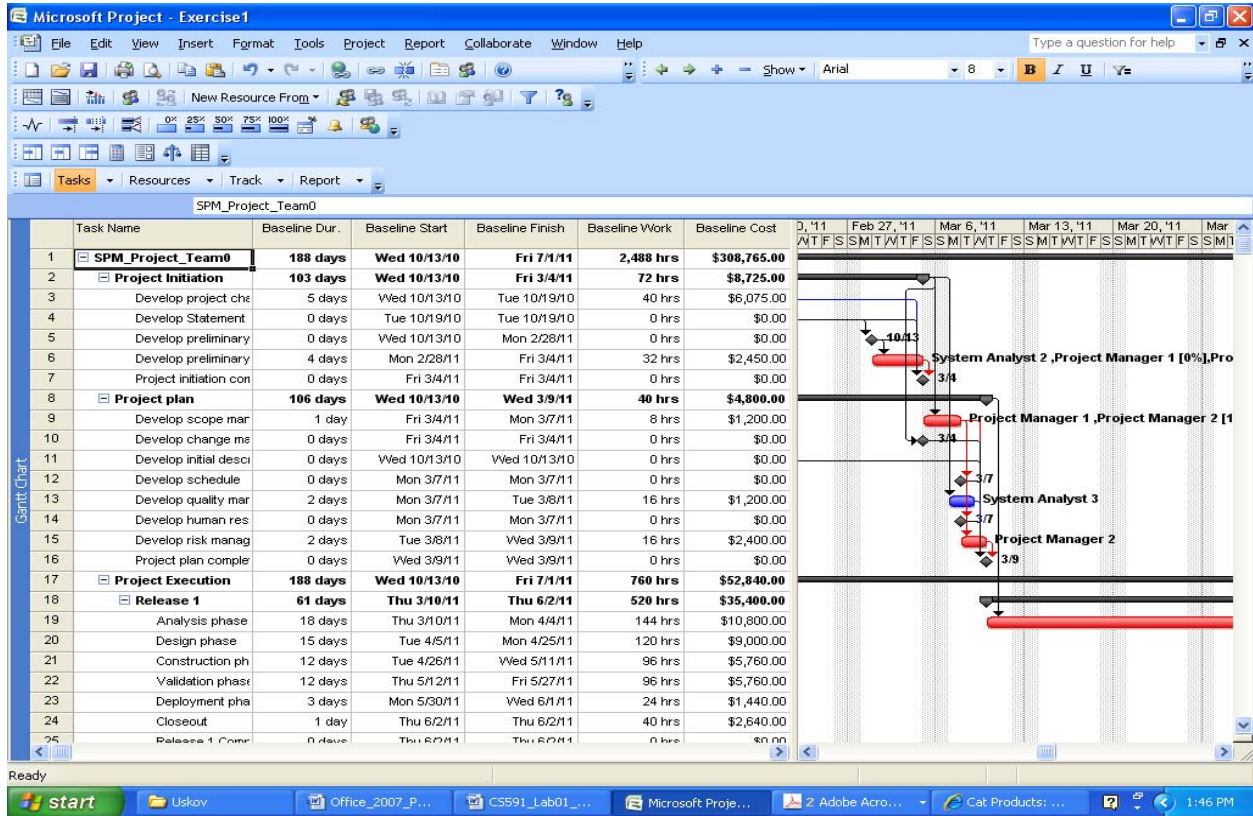 Microsoft Project - Exercise1
File Edit View Insert Format Tools Project Report Collaborate Window Help Type a question for help
Show Arial 8 B I U
New Resource From
0% 25% 50% 75% 100%
Tasks Resources Track Report
SPM_Project_Team0
Task Name Baseline Dur. Baseline Start Baseline Finish Baseline Work Baseline Cost 0, '11 Feb 27, '11 Mar 6, '11 Mar 13, '11 Mar 20, '11 Mar
W T F S S M T W T F S S M T W T F S S M T W T F S S M T W T F S S M T
1 SPM_Project_Team0 188 days Wed 10/13/10 Fri 7/1/11 2,488 hrs $308,765.00
2 Project Initiation 103 days Wed 10/13/10 Fri 3/4/11 72 hrs $8,725.00
3 Develop project cha 5 days Wed 10/13/10 Tue 10/19/10 40 hrs $6,075.00
4 Develop Statement 0 days Tue 10/19/10 Tue 10/19/10 0 hrs $0.00
5 Develop preliminary 0 days Wed 10/13/10 Mon 2/28/11 0 hrs $0.00 10/13
6 Develop preliminary 4 days Mon 2/28/11 Fri 3/4/11 32 hrs $2,450.00 System Analyst 2 ,Project Manager 1 [0%],Pro
7 Project initiation com 0 days Fri 3/4/11 Fri 3/4/11 0 hrs $0.00 3/4
8 Project plan 106 days Wed 10/13/10 Wed 3/9/11 40 hrs $4,800.00
9 Develop scope mar 1 day Fri 3/4/11 Mon 3/7/11 8 hrs $1,200.00 Project Manager 1 ,Project Manager 2 [1
10 Develop change ma 0 days Fri 3/4/11 Fri 3/4/11 0 hrs $0.00 3/4
11 Develop initial descr 0 days Wed 10/13/10 Wed 10/13/10 0 hrs $0.00
12 Develop schedule 0 days Mon 3/7/11 Mon 3/7/11 0 hrs $0.00 3/7
13 Develop quality mar 2 days Mon 3/7/11 Tue 3/8/11 16 hrs $1,200.00 System Analyst 3
14 Develop human res 0 days Mon 3/7/11 Mon 3/7/11 0 hrs $0.00 3/7
15 Develop risk manag 2 days Tue 3/8/11 Wed 3/9/11 16 hrs $2,400.00 Project Manager 2
16 Project plan comple 0 days Wed 3/9/11 Wed 3/9/11 0 hrs $0.00 3/9
17 Project Execution 188 days Wed 10/13/10 Fri 7/1/11 760 hrs $52,840.00
18 Release 1 61 days Thu 3/10/11 Thu 6/2/11 520 hrs $35,400.00
19 Analysis phase 18 days Thu 3/10/11 Mon 4/4/11 144 hrs $10,800.00
20 Design phase 15 days Tue 4/5/11 Mon 4/25/11 120 hrs $9,000.00
21 Construction ph 12 days Tue 4/26/11 Wed 5/11/11 96 hrs $5,760.00
22 Validation phase 12 days Thu 5/12/11 Fri 5/27/11 96 hrs $5,760.00
23 Deployment pha 3 days Mon 5/30/11 Wed 6/1/11 24 hrs $1,440.00
24 Closeout 1 day Thu 6/2/11 Thu 6/2/11 40 hrs $2,640.00
25 Release 1 Comp 0 days Thu 6/2/11 Thu 6/2/11 0 hrs $0.00
Gantt Chart
Ready
start Uskov Office_2007_P... CS591_Lab01_... Microsoft Proje... 2 Adobe Acro... Cat Products: ... 1:46 PM